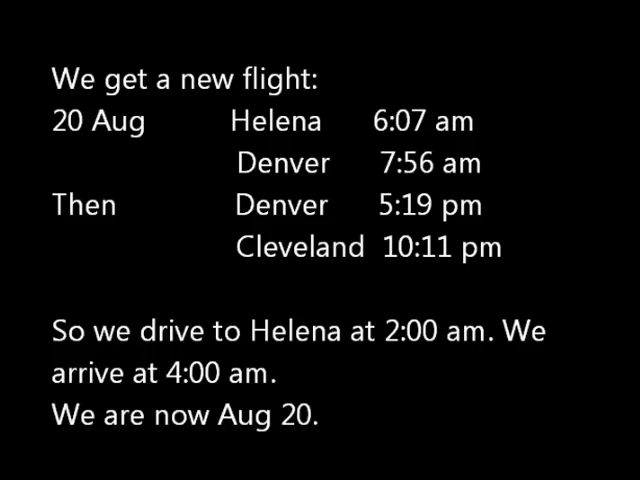 We get a new flight:
20 Aug Helena 6:07 am
Denver 7:56 am
Then Denver 5:19 pm
Cleveland 10:11 pm
So we drive to Helena at 2:00 am. We
arrive at 4:00 am.
We are now Aug 20.